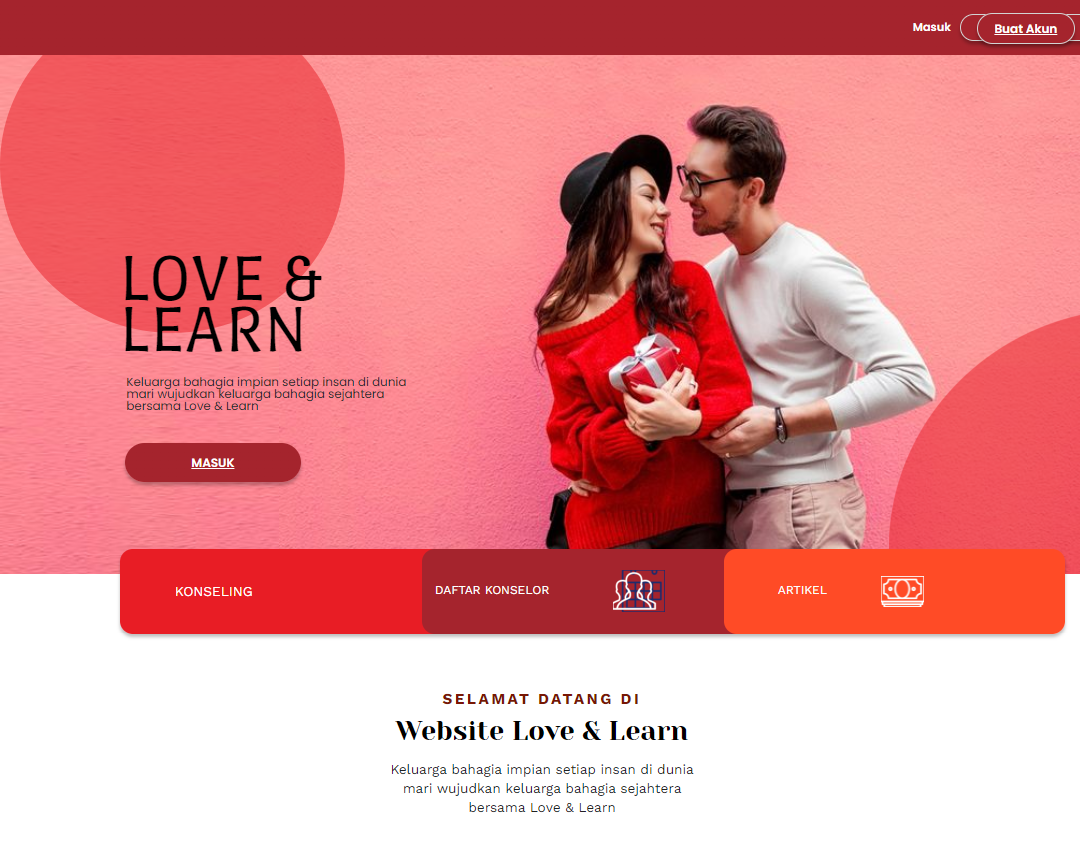 Masuk
Buat Akun
LOVE &
LEARN
Keluarga bahagia impian setiap insan di dunia
mari wujudkan keluarga bahagia sejahtera
bersama Love & Learn
MASUK
KONSELING
DAFTAR KONSELOR
ARTIKEL
SELAMAT DATANG DI
Website Love & Learn
Keluarga bahagia impian setiap insan di dunia
mari wujudkan keluarga bahagia sejahtera
bersama Love & Learn